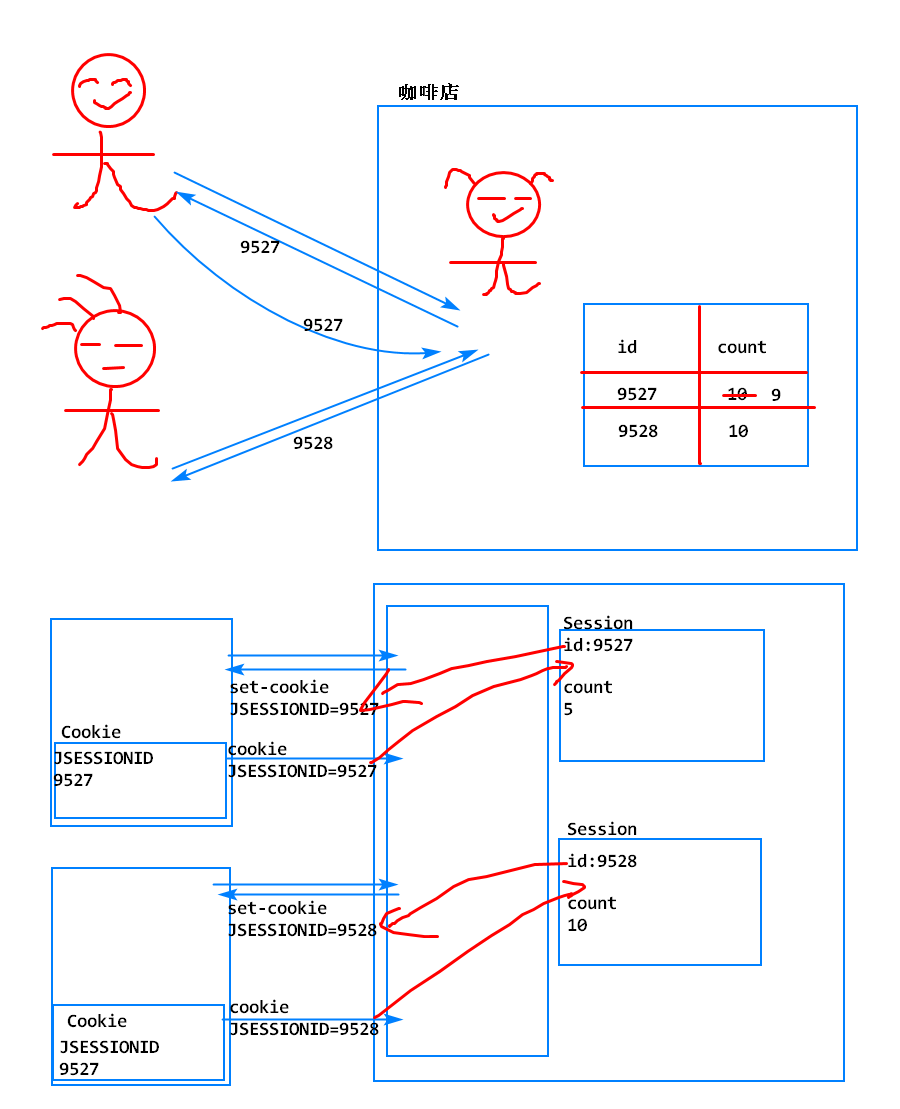 咖啡店
9527
9527
9528
id count
9527 10 9
9528 10
Session
id:9527
count
5
set-cookie
JSESSIONID=9527
Cookie
JSESSIONID
9527
cookie
JSESSIONID=9527
Session
id:9528
count
10
set-cookie
JSESSIONID=9528
cookie
JSESSIONID=9528
Cookie
JSESSIONID
9527